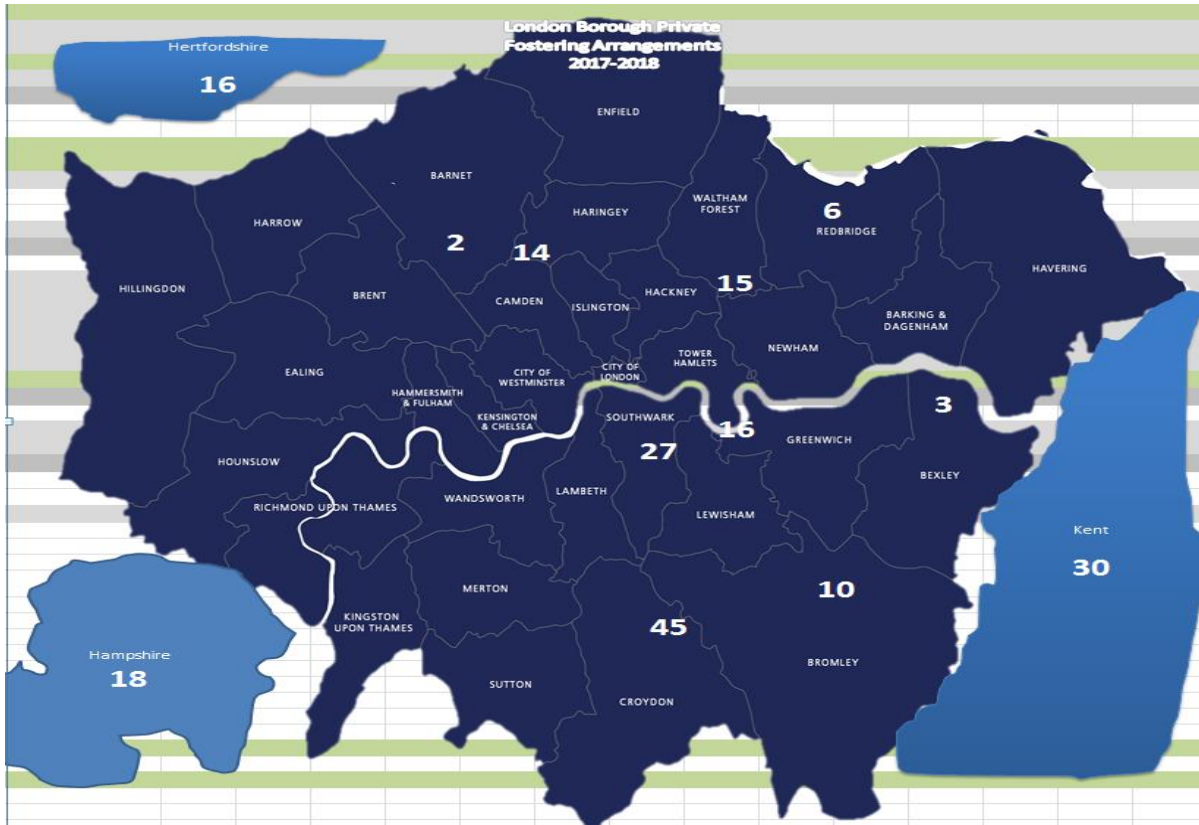 London Borough Private
Fostering Arrangements
2017-2018
Hertfordshire
16
ENFIELD
BARNET
2
HARROW
HILLINGDON
BRENT
HARINGEY
14
WALTHAM
FOREST
6
REDBRIDGE
HAVERING
CAMDEN
ISLINGTON
HACKNEY
15
BARKING &
DAGENHAM
NEWHAM
TOWER
HAMLETS
CITY OF
LONDON
CITY OF
WESTMINSTER
EALING
HAMMERSMITH
& FULHAM
KENSINGTON
& CHELSEA
HOUNSLOW
RICHMOND UPON THAMES
WANDSWORTH
LAMBETH
SOUTHWARK
27
16
GREENWICH
3
BEXLEY
LEWISHAM
MERTON
KINGSTON
UPON THAMES
SUTTON
45
CROYDON
10
BROMLEY
Kent
30
Hampshire
18